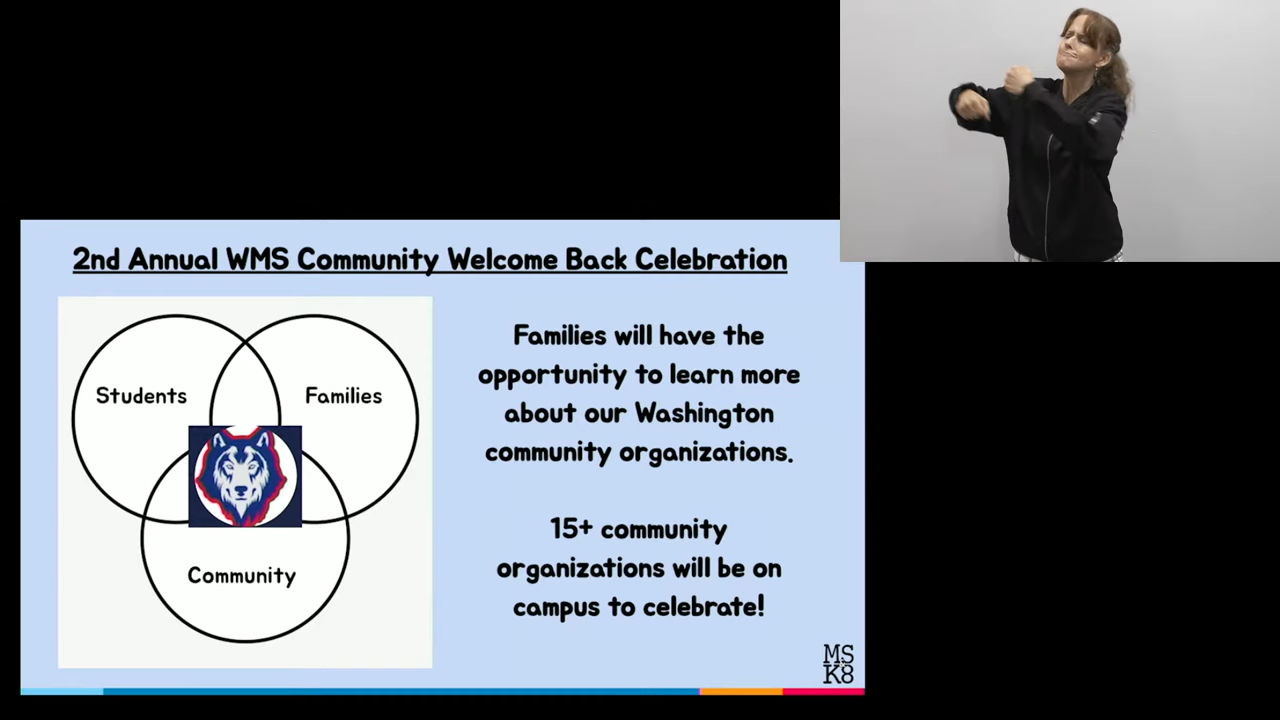 2nd Annual WMS Community Welcome Back Celebration
Students
Families
Community
Families will have the
opportunity to learn more
about our Washington
community organizations.
15+ community
organizations will be on
campus to celebrate!
MS
K8